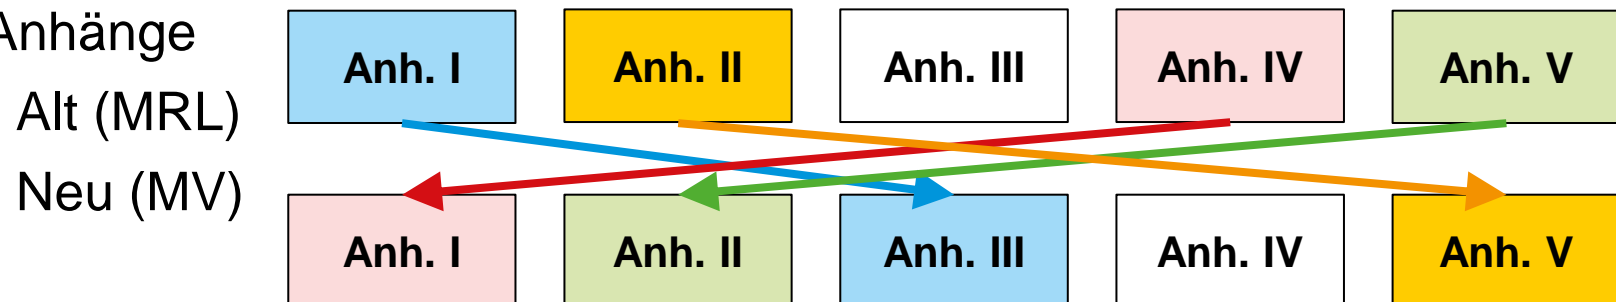 Anhänge
Anh. I Anh. II Anh. III Anh. IV Anh. V
Alt (MRL)
Neu (MV)
Anh. I Anh. II Anh. III Anh. IV Anh. V